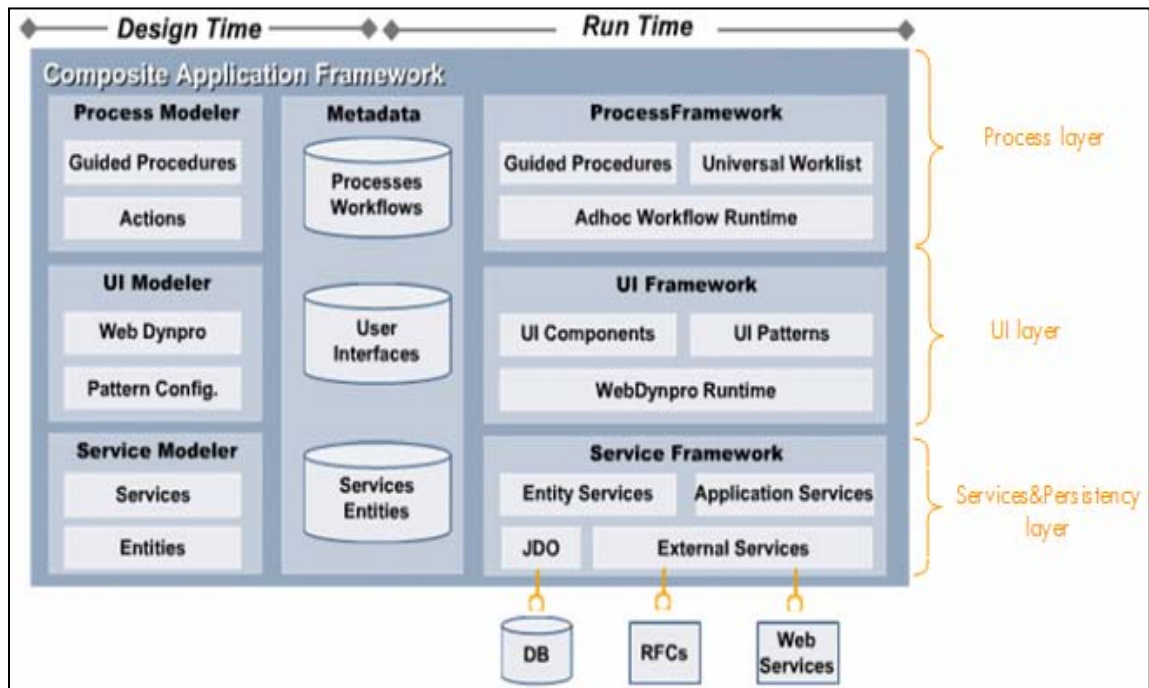 Design Time
Run Time
Composite Application Framework
Process Modeler
Guided Procedures
Actions
Metadata
Processes
Workflows
ProcessFramework
Guided Procedures
Universal Worklist
Adhoc Workflow Runtime
Process layer
UI Modeler
Web Dynpro
Pattern Config.
User
Interfaces
UI Framework
UI Components
UI Patterns
WebDynpro Runtime
UI layer
Service Modeler
Services
Entities
Services
Entities
Service Framework
Entity Services
Application Services
JDO
External Services
Services&Persistency
layer
DB
RFCs
Web
Services